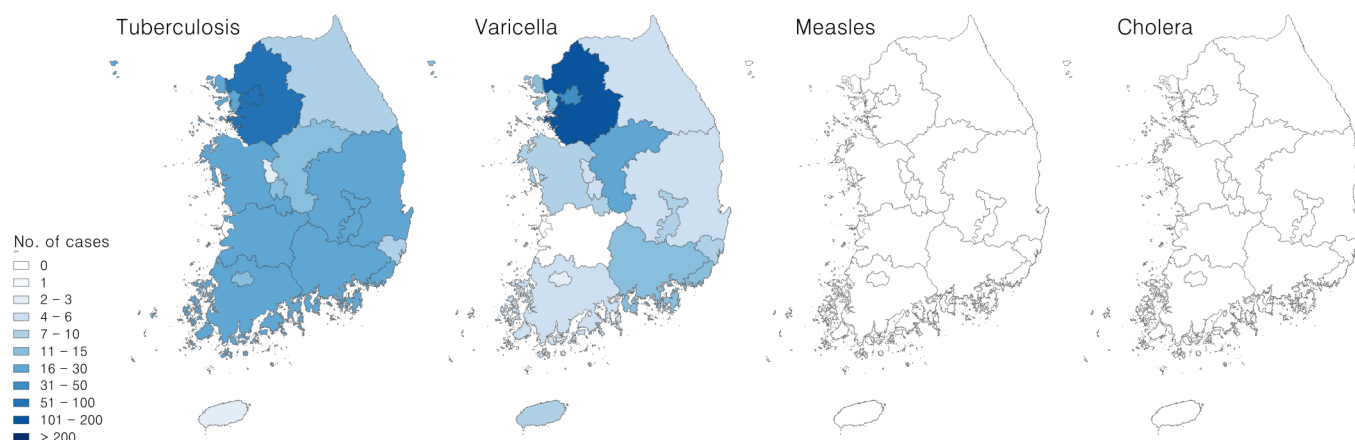 Tuberculosis
Varicella
Measles
Cholera
No. of cases
0
1
2 – 3
4 – 6
7 – 10
11 – 15
16 – 30
31 – 50
51 – 100
101 – 200
> 200